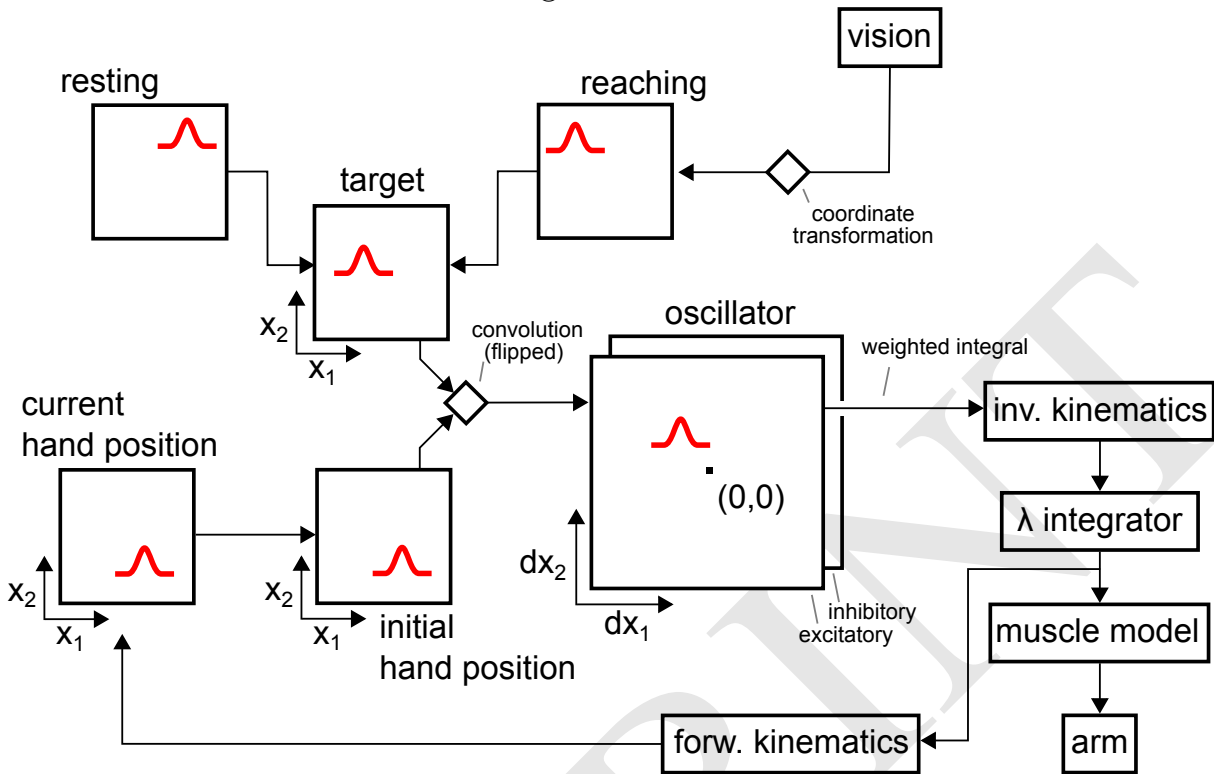 vision
resting
reaching
target
coordinate
transformation
x₂
x₁
convolution
(flipped)
oscillator
weighted integral
current
hand position
inv. kinematics
(0,0)
λ integrator
x₂
x₁
x₂
x₁
initial
hand position
dx₂
dx₁
inhibitory
excitatory
muscle model
forw. kinematics
arm